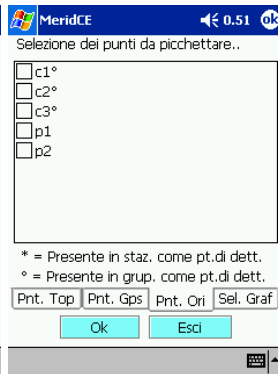 MeridCE 0.51 ok
Selezione dei punti da picchettare..
c1°
c2°
c3°
p1
p2
* = Presente in staz. come pt.di dett.
° = Presente in grup. come pt.di dett.
Pnt. Top Pnt. Gps Pnt. Ori Sel. Graf
Ok Esci